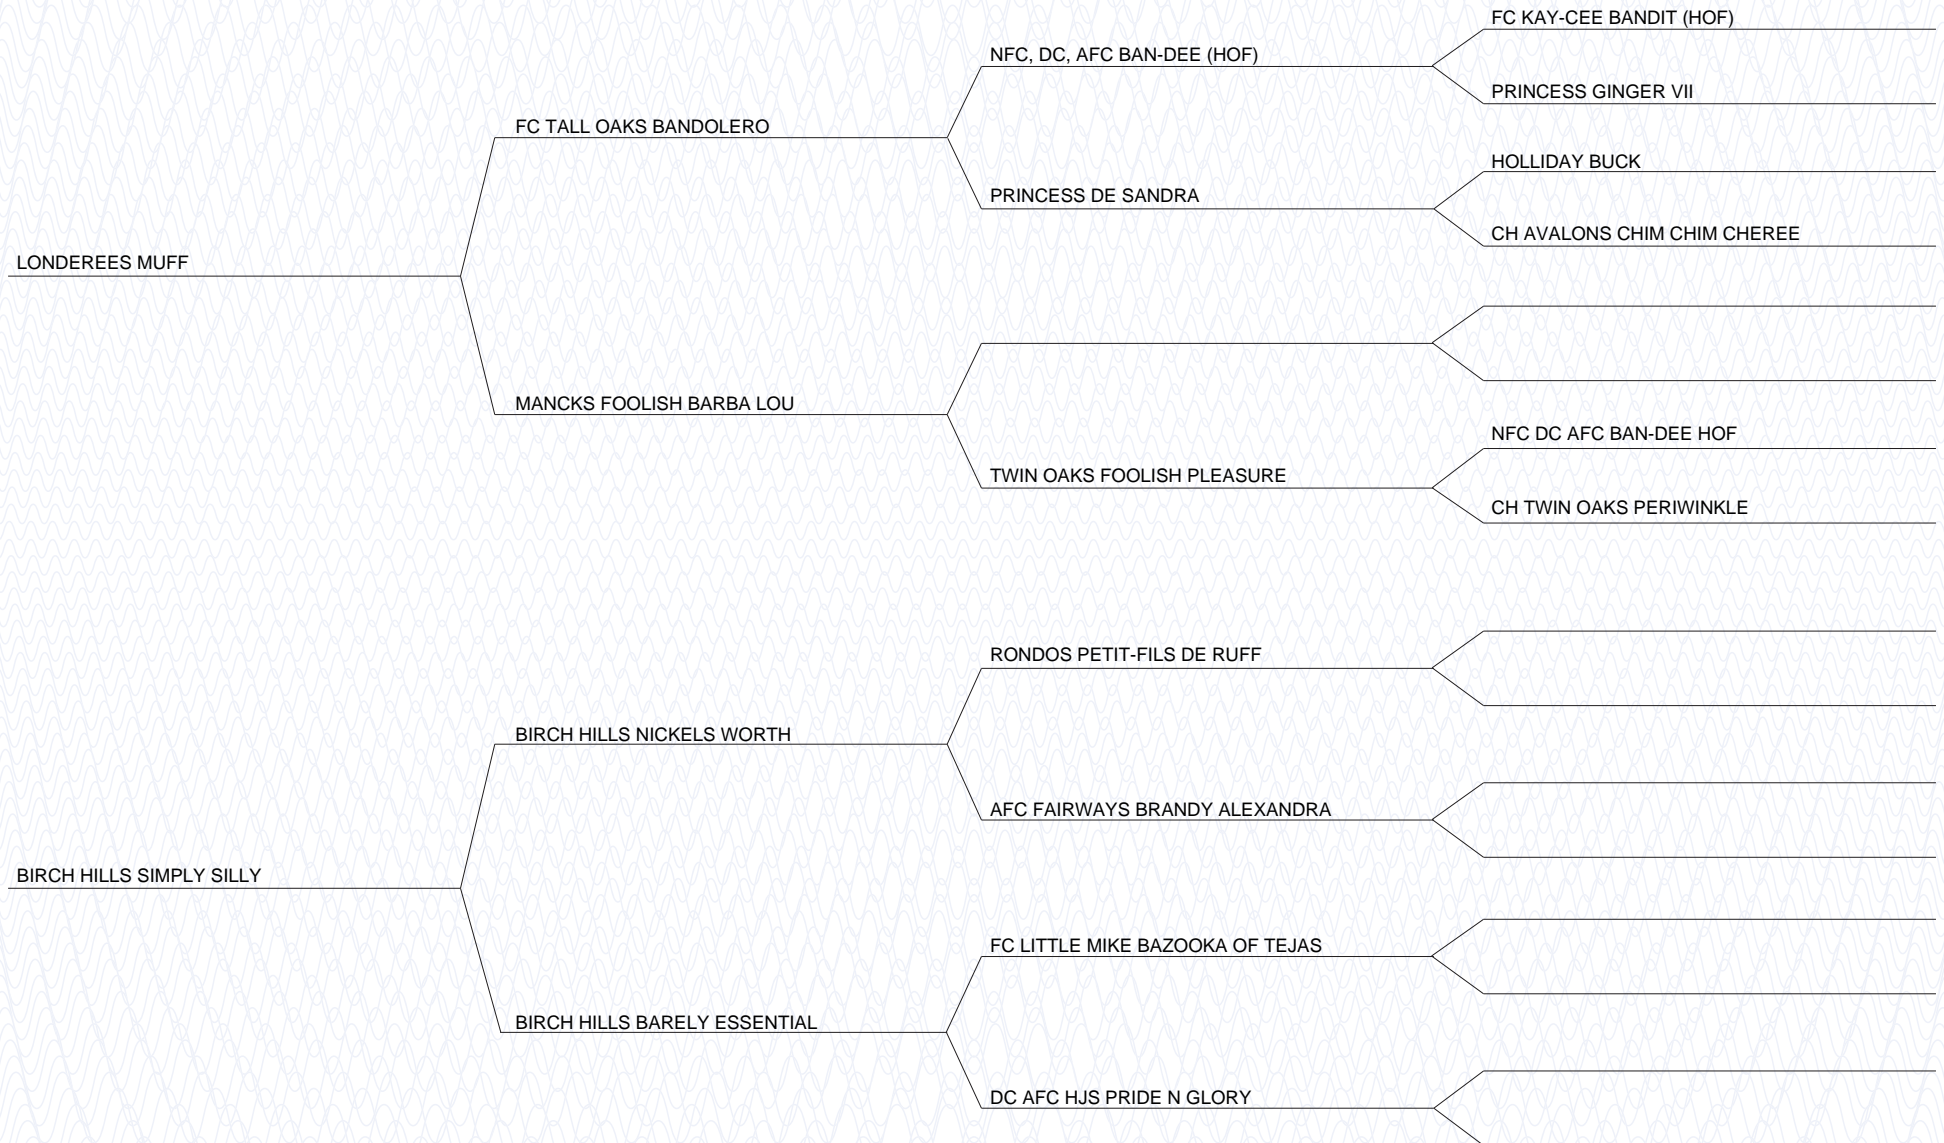 FC KAY-CEE BANDIT (HOF)
NFC, DC, AFC BAN-DEE (HOF)
PRINCESS GINGER VII
FC TALL OAKS BANDOLERO
HOLLIDAY BUCK
PRINCESS DE SANDRA
CH AVALONS CHIM CHIM CHEREE
LONDEREES MUFF
MANCKS FOOLISH BARBA LOU
NFC DC AFC BAN-DEE HOF
TWIN OAKS FOOLISH PLEASURE
CH TWIN OAKS PERIWINKLE
RONDOS PETIT-FILS DE RUFF
BIRCH HILLS NICKELS WORTH
AFC FAIRWAYS BRANDY ALEXANDRA
BIRCH HILLS SIMPLY SILLY
FC LITTLE MIKE BAZOOKA OF TEJAS
BIRCH HILLS BARELY ESSENTIAL
DC AFC HJS PRIDE N GLORY